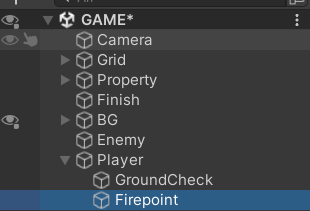 GAME*
Camera
Grid
Property
Finish
BG
Enemy
Player
GroundCheck
Firepoint